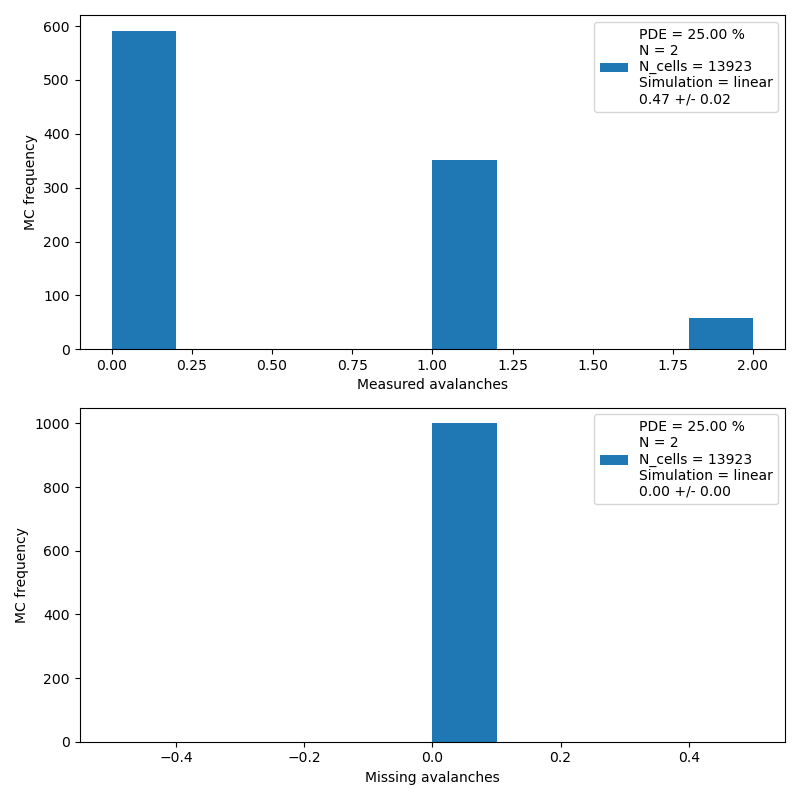 600
500
400
300
200
100
0
MC frequency
PDE = 25.00 %
N = 2
N_cells = 13923
Simulation = linear
0.47 +/- 0.02
0.00 0.25 0.50 0.75 1.00 1.25 1.50 1.75 2.00
Measured avalanches
1000
800
600
400
200
0
MC frequency
PDE = 25.00 %
N = 2
N_cells = 13923
Simulation = linear
0.00 +/- 0.00
−0.4 −0.2 0.0 0.2 0.4
Missing avalanches